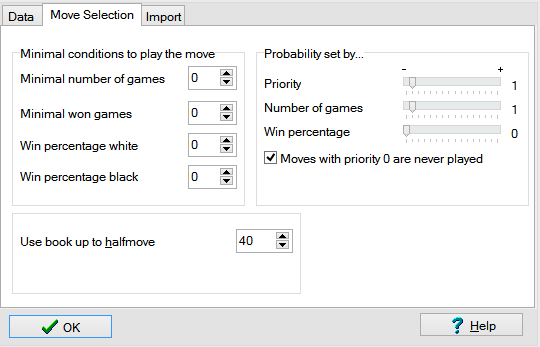 Data
Move Selection
Import
Minimal conditions to play the move
Minimal number of games 0
Minimal won games 0
Win percentage white 0
Win percentage black 0
Probability set by...
- +
Priority 1
Number of games 1
Win percentage 0
Moves with priority 0 are never played
Use book up to halfmove 40
OK
? Help